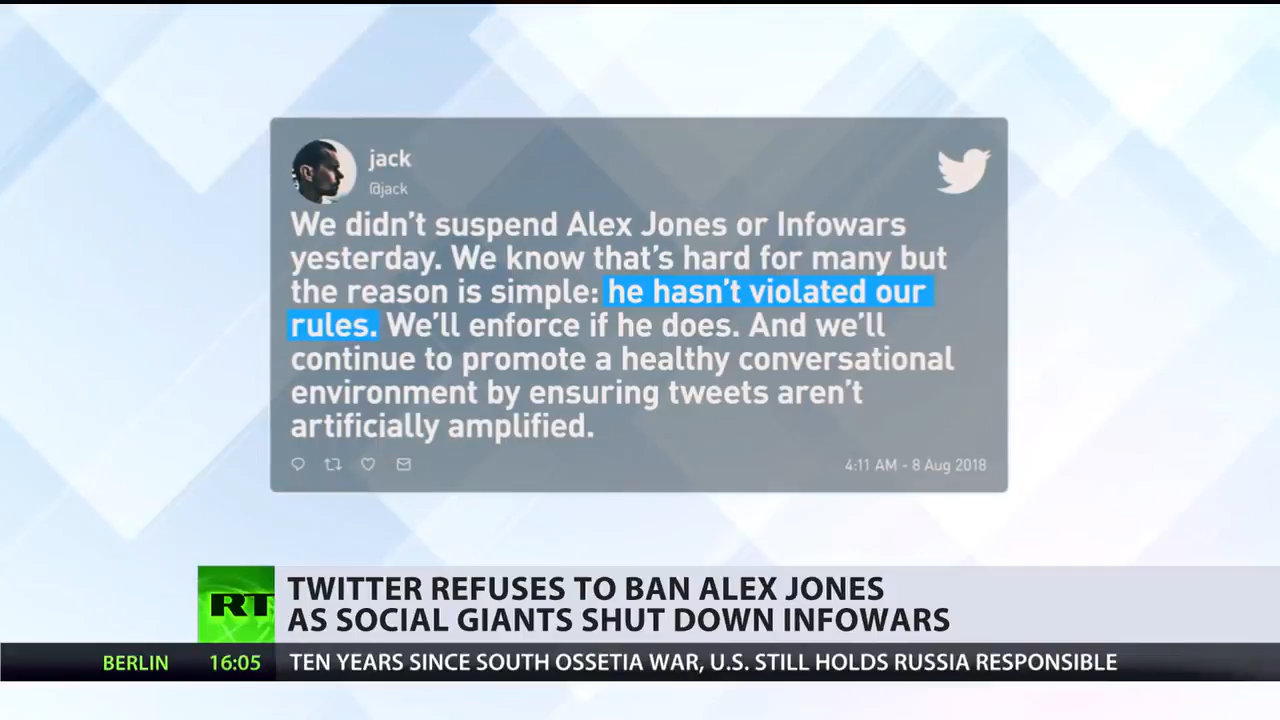 jack
@jack
We didn't suspend Alex Jones or Infowars
yesterday. We know that's hard for many but
the reason is simple: he hasn't violated our
rules. We'll enforce if he does. And we'll
continue to promote a healthy conversational
environment by ensuring tweets aren't
artificially amplified.
4:11 AM - 8 Aug 2018
RT
TWITTER REFUSES TO BAN ALEX JONES
AS SOCIAL GIANTS SHUT DOWN INFOWARS
BERLIN 16:05 TEN YEARS SINCE SOUTH OSSETIA WAR, U.S. STILL HOLDS RUSSIA RESPONSIBLE